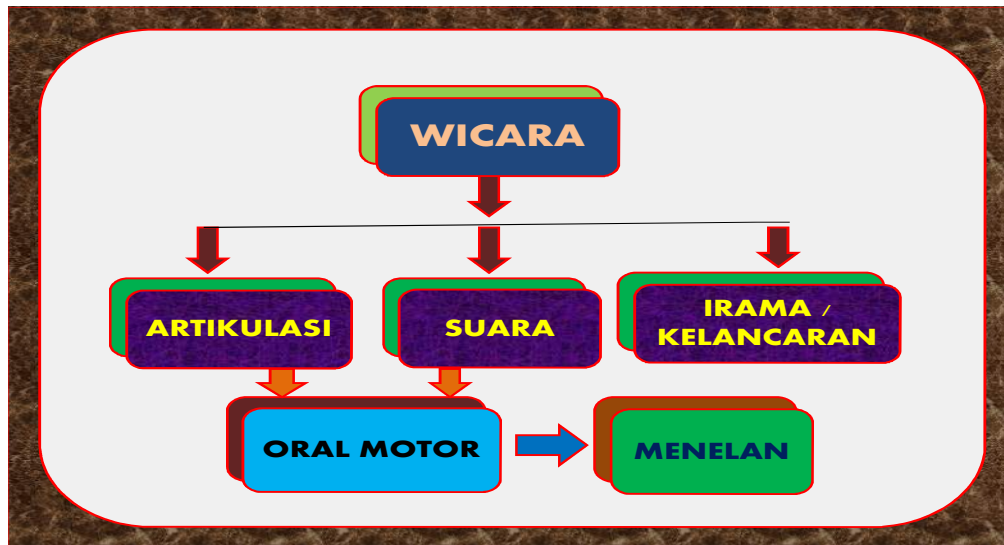 WICARA
ARTIKULASI
SUARA
IRAMA /
KELANCARAN
ORAL MOTOR
MENELAN